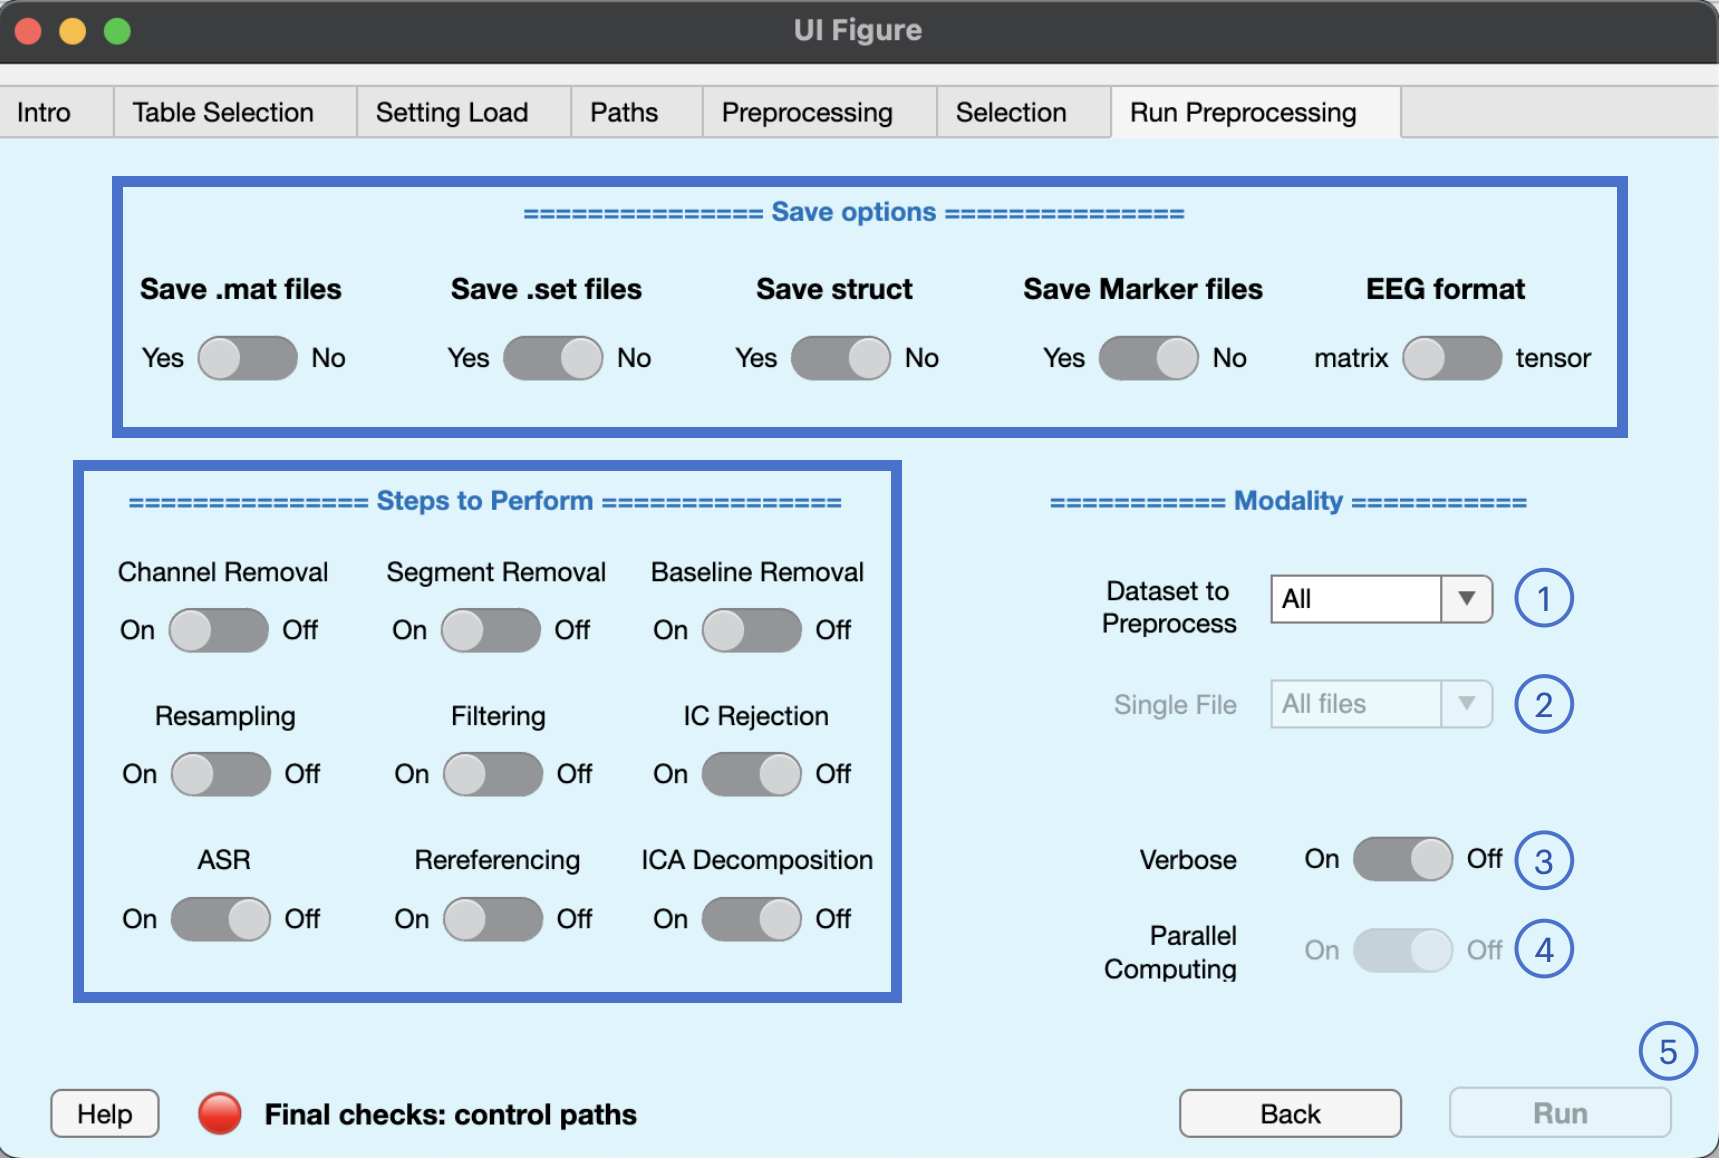 UI Figure
Intro Table Selection Setting Load Paths Preprocessing Selection Run Preprocessing
=============== Save options ===============
Save .mat files Save .set files Save struct Save Marker files EEG format
Yes No Yes No Yes No Yes No matrix tensor
=============== Steps to Perform ===============
Channel Removal Segment Removal Baseline Removal
On Off On Off On Off
Resampling Filtering IC Rejection
On Off On Off On Off
ASR Rereferencing ICA Decomposition
On Off On Off On Off
=========== Modality ===========
Dataset to
Preprocess All 1
Single File All files 2
Verbose On Off 3
Parallel
Computing On Off 4
5
Help Final checks: control paths Back Run